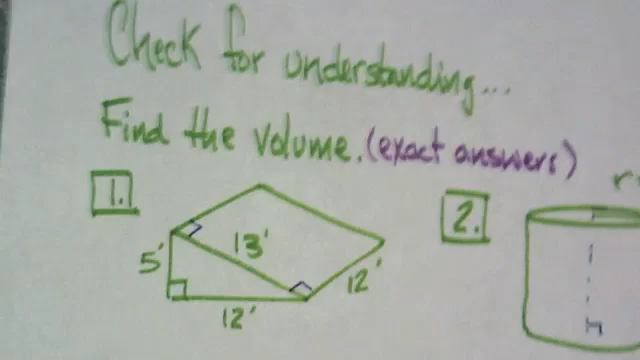 Check for understanding...
Find the volume. (exact answers)
1.
5'
13'
12'
12'
2.
r